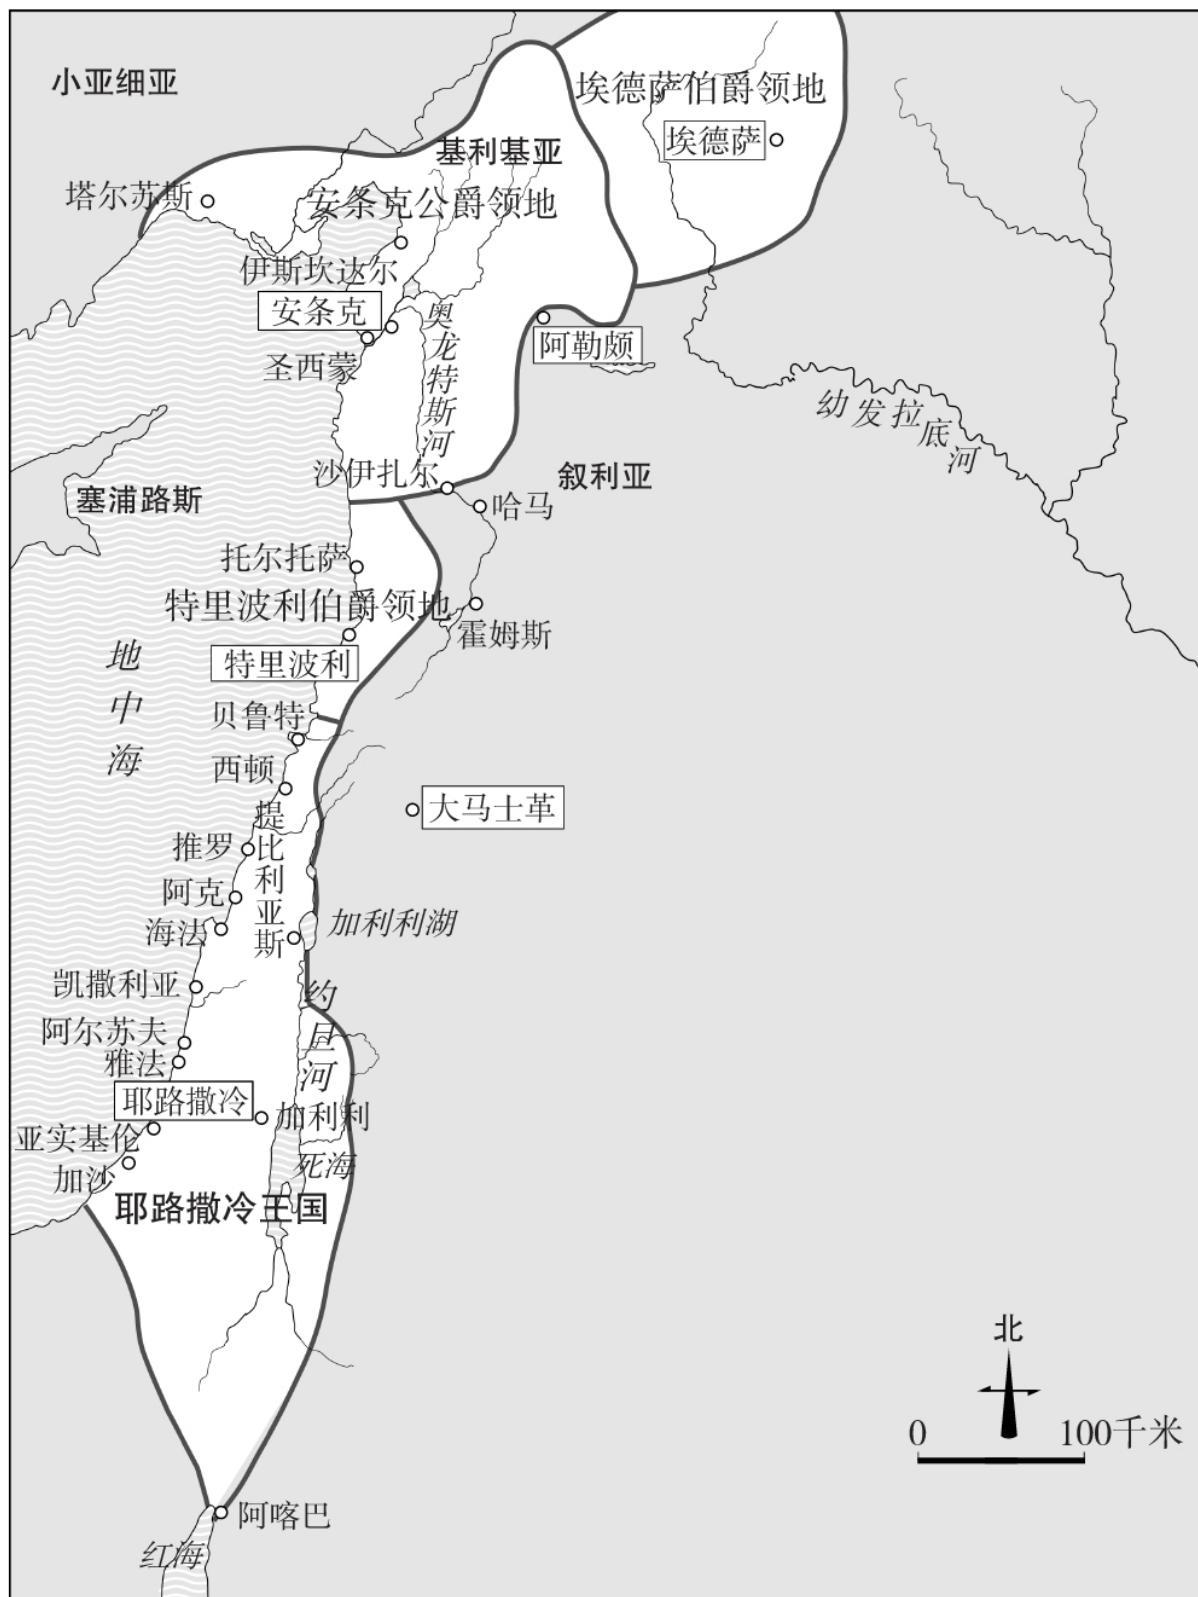 小亚细亚
埃德萨伯爵领地
埃德萨
基利基亚
塔尔苏斯
安条克公爵领地
伊斯坎达尔
安条克
奥龙特斯河
阿勒颇
圣西蒙
幼发拉底河
沙伊扎尔
叙利亚
塞浦路斯
哈马
托尔托萨
特里波利伯爵领地
霍姆斯
特里波利
地中海
贝鲁特
西顿
大马士革
提比利亚斯
推罗
阿克
海法
加利利湖
凯撒利亚
约旦河
阿尔苏夫
雅法
耶路撒冷
加利利
亚实基伦
加沙
死海
耶路撒冷王国
北
0 100千米
阿喀巴
红海